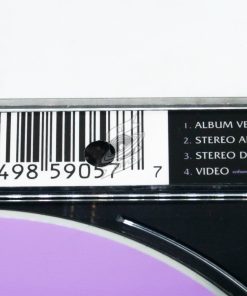 498 59057 7
1. ALBUM VE
2. STEREO A
3. STEREO D
4. VIDEO